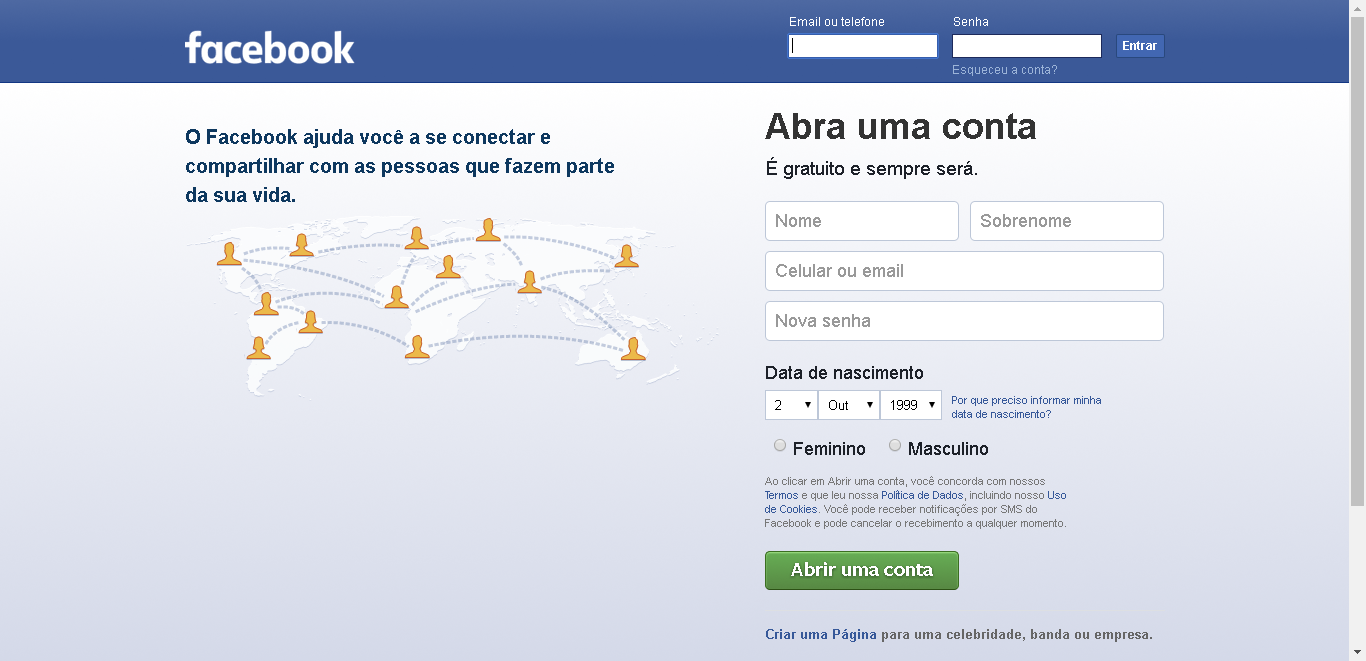 facebook
Email ou telefone
Senha
Entrar
Esqueceu a conta?
O Facebook ajuda você a se conectar e
compartilhar com as pessoas que fazem parte
da sua vida.
Abra uma conta
É gratuito e sempre será.
Nome
Sobrenome
Celular ou email
Nova senha
Data de nascimento
2
Out
1999
Por que preciso informar minha
data de nascimento?
Feminino
Masculino
Ao clicar em Abrir uma conta, você concorda com nossos
Termos e que leu nossa Política de Dados, incluindo nosso Uso
de Cookies. Você pode receber notificações por SMS do
Facebook e pode cancelar o recebimento a qualquer momento.
Abrir uma conta
Criar uma Página para uma celebridade, banda ou empresa.